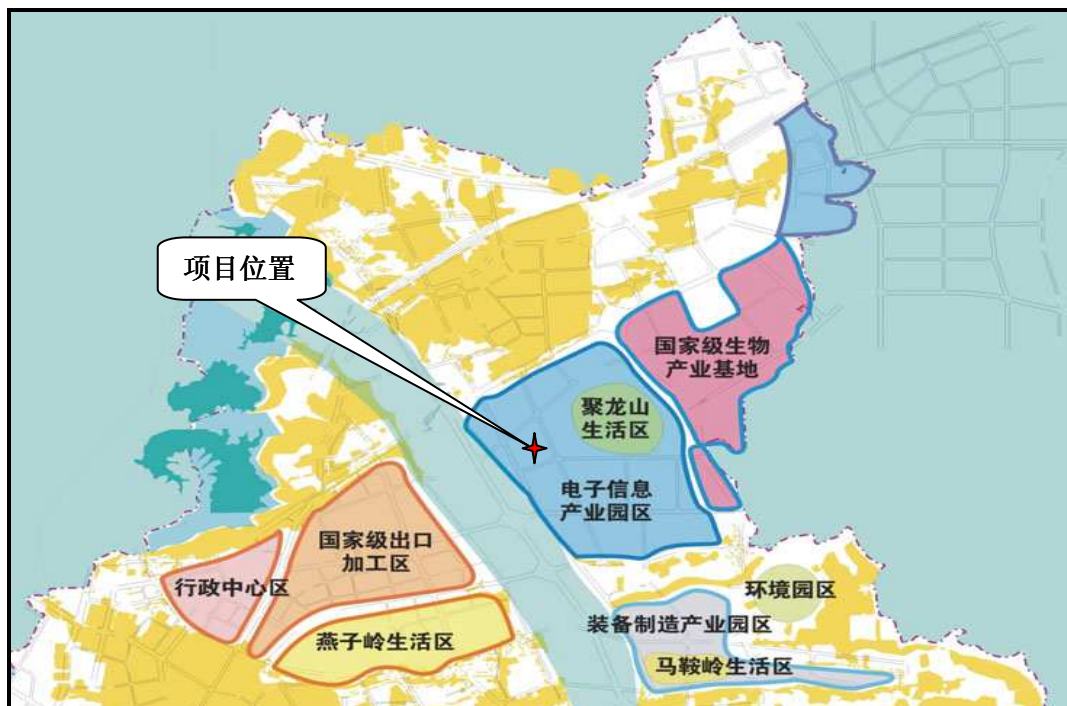 项目位置
国家级生物
产业基地
聚龙山
生活区
电子信息
产业园区
国家级出口
加工区
行政中心区
环境园区
装备制造产业园区
燕子岭生活区
马鞍岭生活区